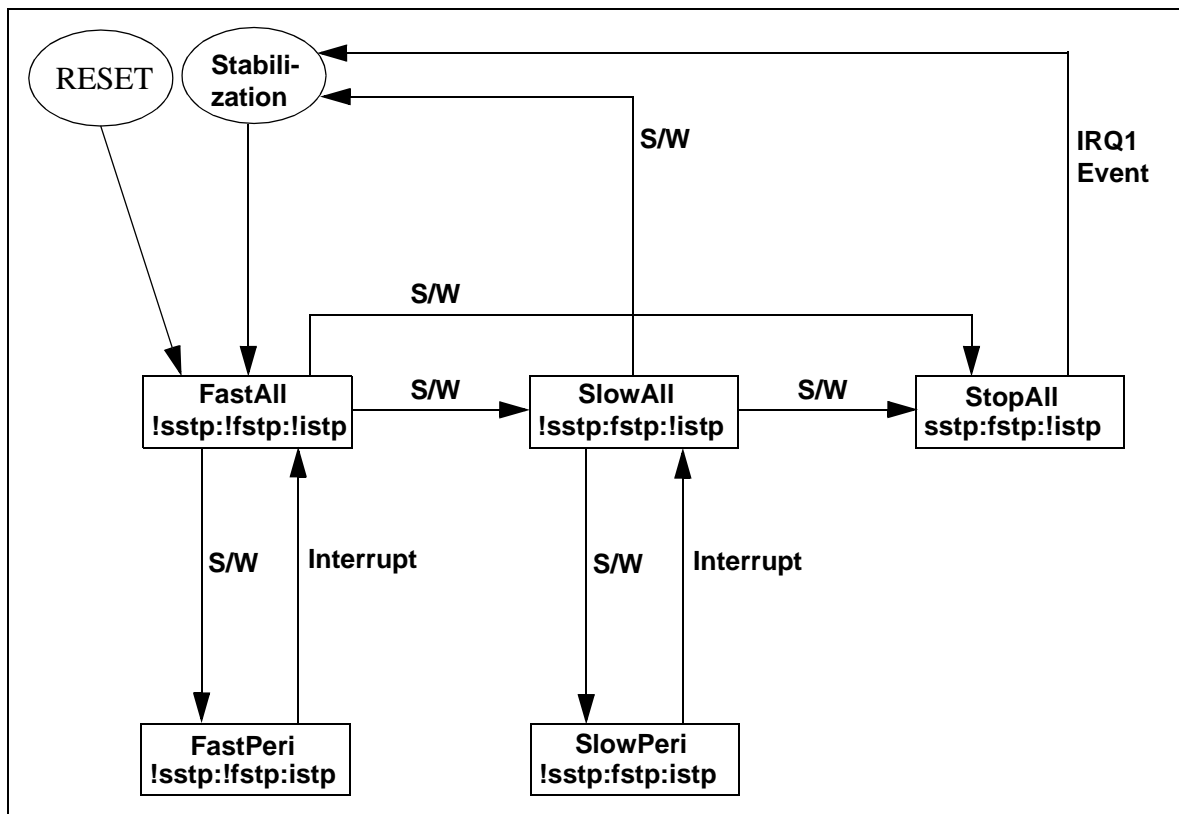 RESET
Stabili-
zation
S/W
IRQ1
Event
S/W
FastAll
!sstp:!fstp:!istp
S/W
SlowAll
!sstp:fstp:!istp
S/W
StopAll
sstp:fstp:!istp
S/W
Interrupt
S/W
Interrupt
FastPeri
!sstp:!fstp:istp
SlowPeri
!sstp:fstp:istp